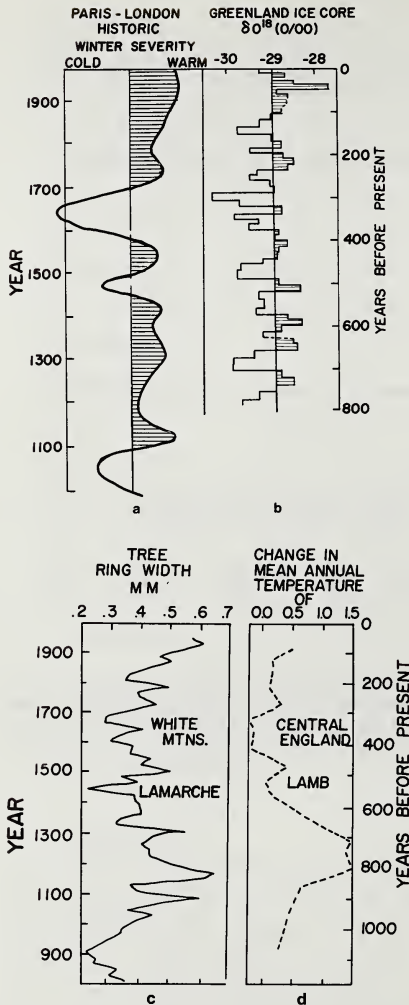 PARIS - LONDON
HISTORIC
WINTER SEVERITY
COLD WARM
1900
1700
1500
1300
1100
YEAR
a
GREENLAND ICE CORE
δO¹⁸ (0/00)
-30 -29 -28
0
200
400
600
800
YEARS BEFORE PRESENT
b
TREE
RING WIDTH
MM
.2 .3 .4 .5 .6 .7
1900
1700
1500
1300
1100
900
YEAR
WHITE
MTNS.
LAMARCHE
c
CHANGE IN
MEAN ANNUAL
TEMPERATURE
OF
0.0 0.5 1.0 1.5
0
200
400
600
800
1000
YEARS BEFORE PRESENT
CENTRAL
ENGLAND
LAMB
d